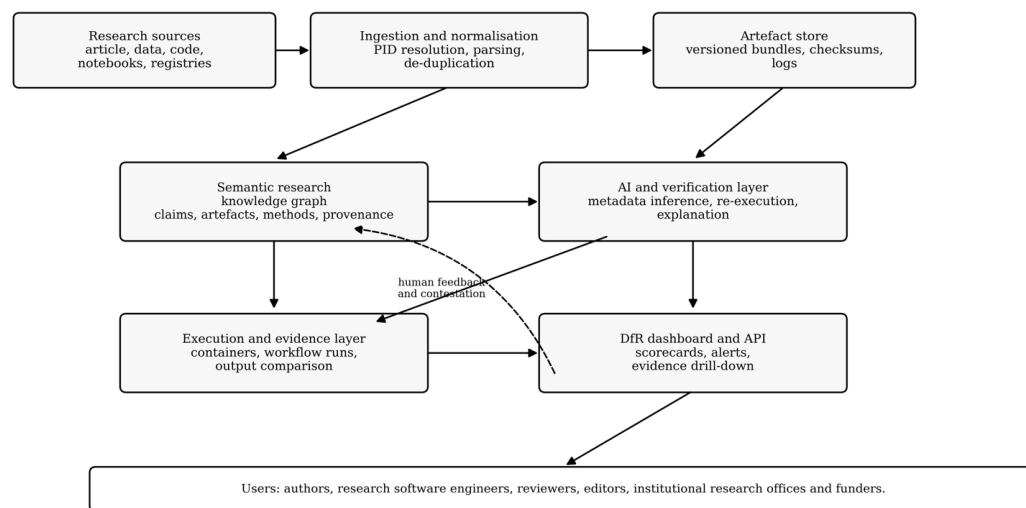 Research sources
article, data, code,
notebooks, registries
Ingestion and normalisation
PID resolution, parsing,
de-duplication
Artefact store
versioned bundles, checksums,
logs
Semantic research
knowledge graph
claims, artefacts, methods, provenance
AI and verification layer
metadata inference, re-execution,
explanation
human feedback
and contestation
Execution and evidence layer
containers, workflow runs,
output comparison
DfR dashboard and API
scorecards, alerts,
evidence drill-down
Users: authors, research software engineers, reviewers, editors, institutional research offices and funders.